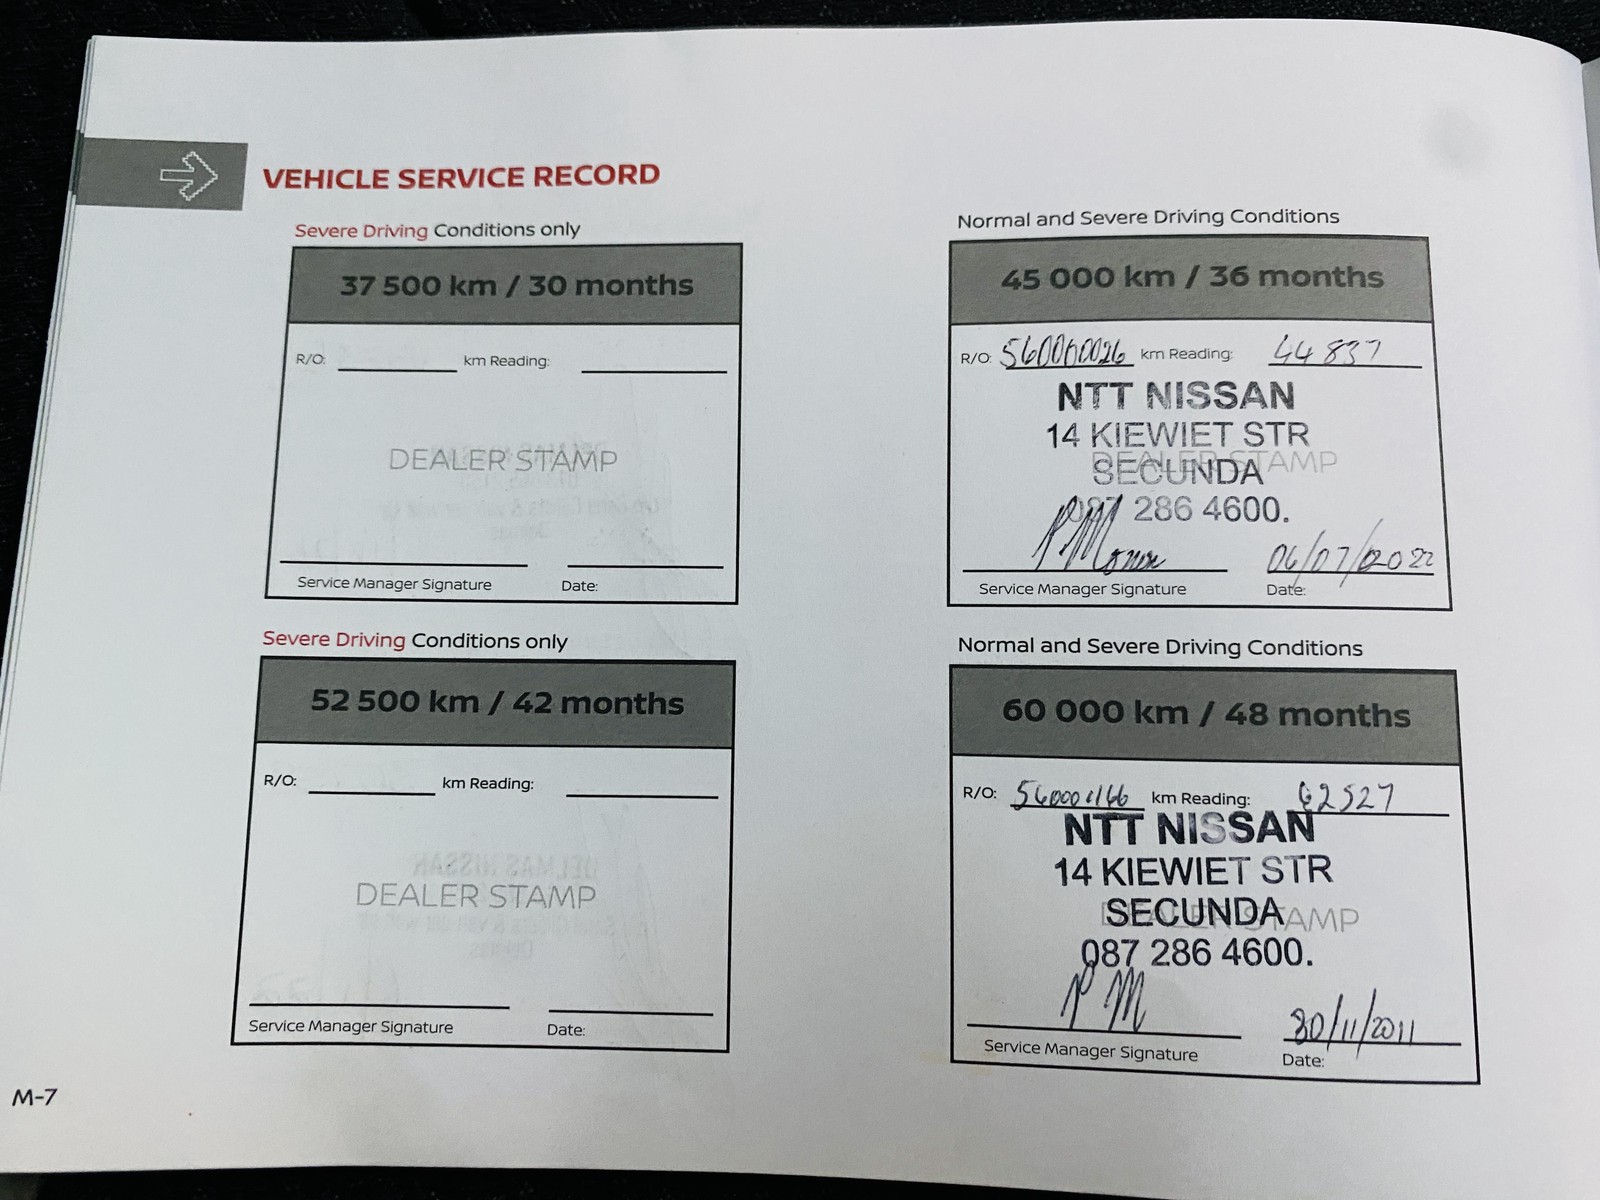 VEHICLE SERVICE RECORD
Severe Driving Conditions only
37 500 km / 30 months
R/O: km Reading:
DEALER STAMP
Service Manager Signature Date:
Normal and Severe Driving Conditions
45 000 km / 36 months
R/O: 560060026 km Reading: 44837
NTT NISSAN
14 KIEWIET STR
DEALER STAMP
SECUNDA
087 286 4600.
06/07/2022
Service Manager Signature Date:
Severe Driving Conditions only
52 500 km / 42 months
R/O: km Reading:
DEALER STAMP
Service Manager Signature Date:
Normal and Severe Driving Conditions
60 000 km / 48 months
R/O: km Reading: 62527
NTT NISSAN
14 KIEWIET STR
SECUNDA
DEALER STAMP
087 286 4600.
PM 30/11/2011
Service Manager Signature Date:
M-7